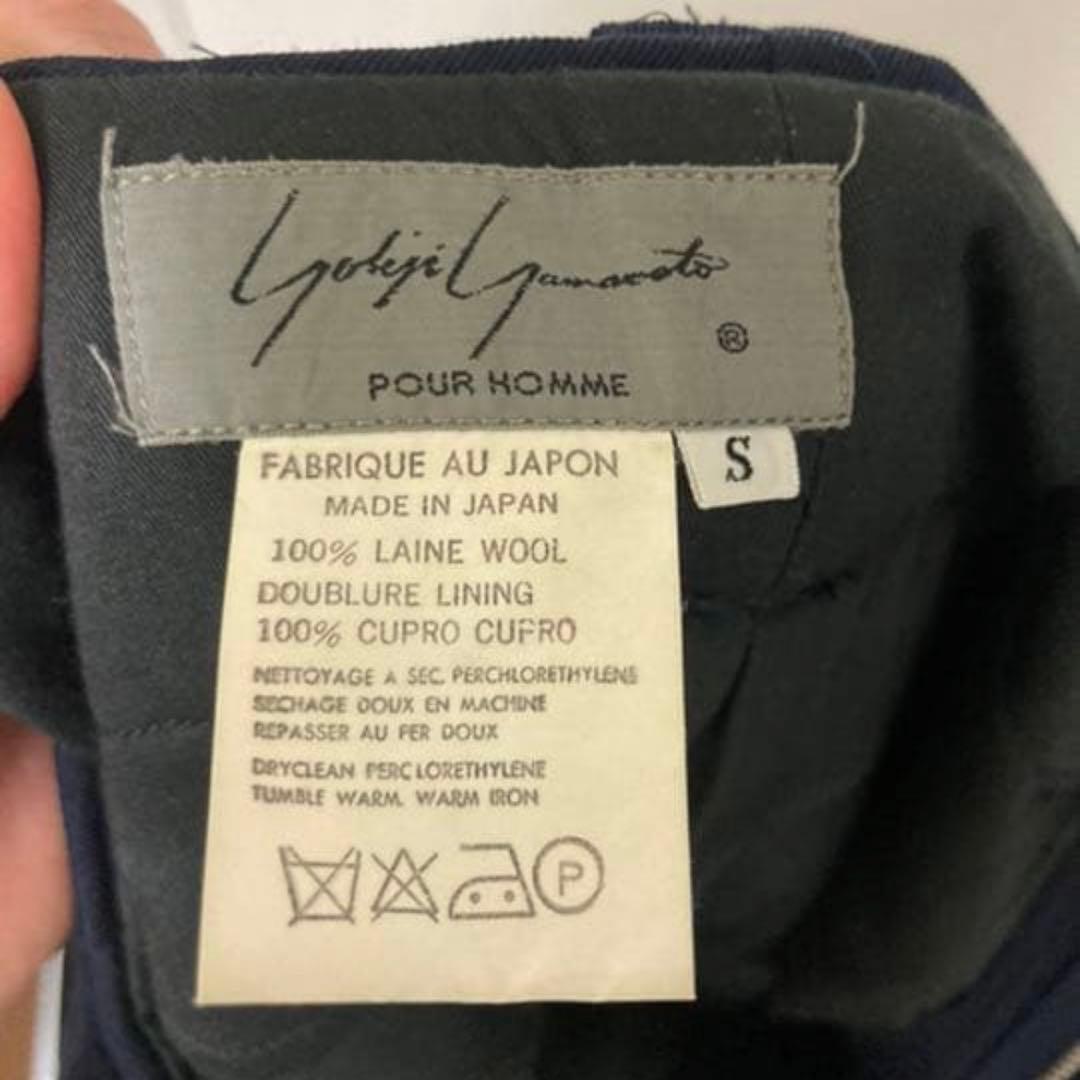 Yohji Yamamoto
®
POUR HOMME
S
FABRIQUE AU JAPON
MADE IN JAPAN
100% LAINE WOOL
DOUBLURE LINING
100% CUPRO CUPRO
NETTOYAGE A SEC. PERCHLORETHYLENE
SECHAGE DOUX EN MACHINE
REPASSER AU FER DOUX
DRYCLEAN PERCLORETHYLENE
TUMBLE WARM. WARM IRON
P